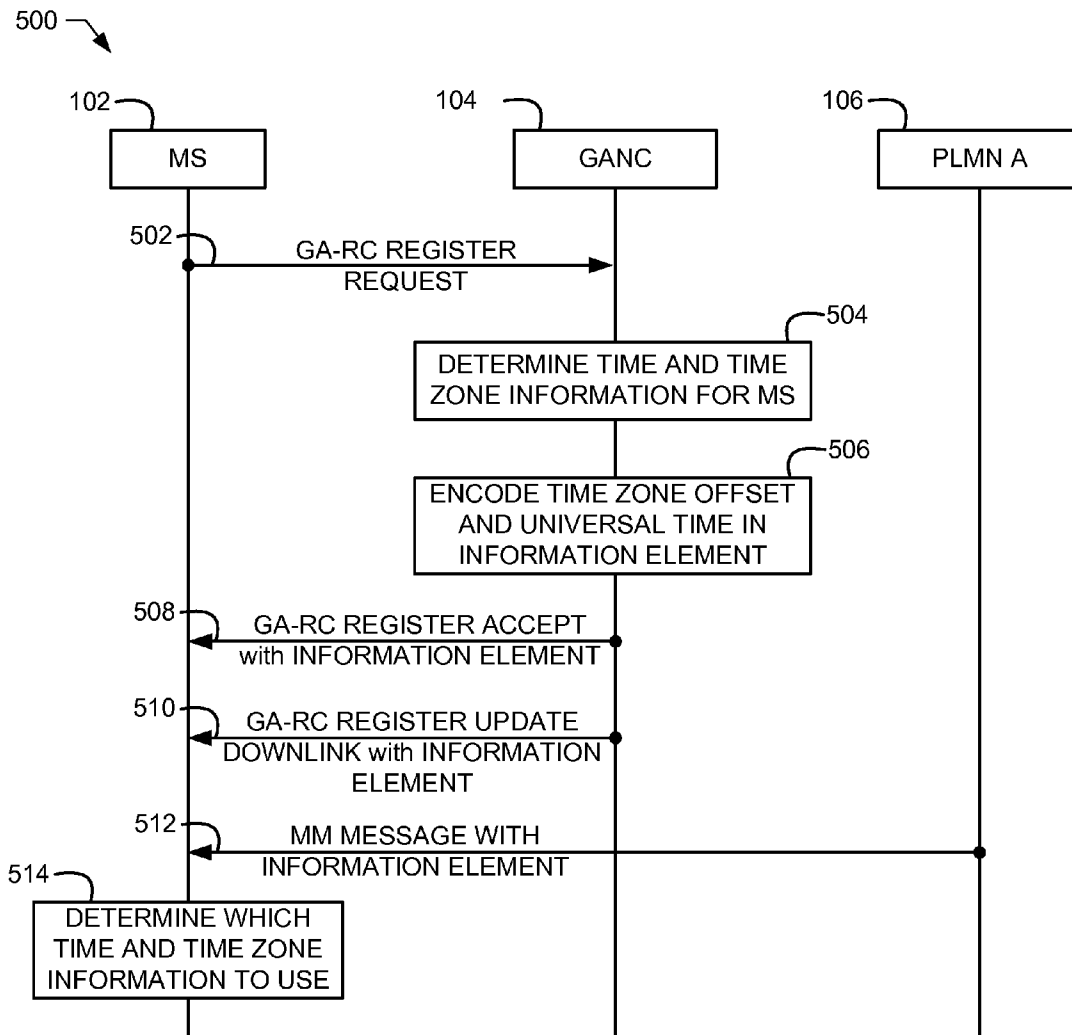 500
102
104
106
MS
GANC
PLMN A
502
GA-RC REGISTER
REQUEST
504
DETERMINE TIME AND TIME
ZONE INFORMATION FOR MS
506
ENCODE TIME ZONE OFFSET
AND UNIVERSAL TIME IN
INFORMATION ELEMENT
508
GA-RC REGISTER ACCEPT
with INFORMATION ELEMENT
510
GA-RC REGISTER UPDATE
DOWNLINK with INFORMATION
ELEMENT
512
MM MESSAGE WITH
INFORMATION ELEMENT
514
DETERMINE WHICH
TIME AND TIME ZONE
INFORMATION TO USE